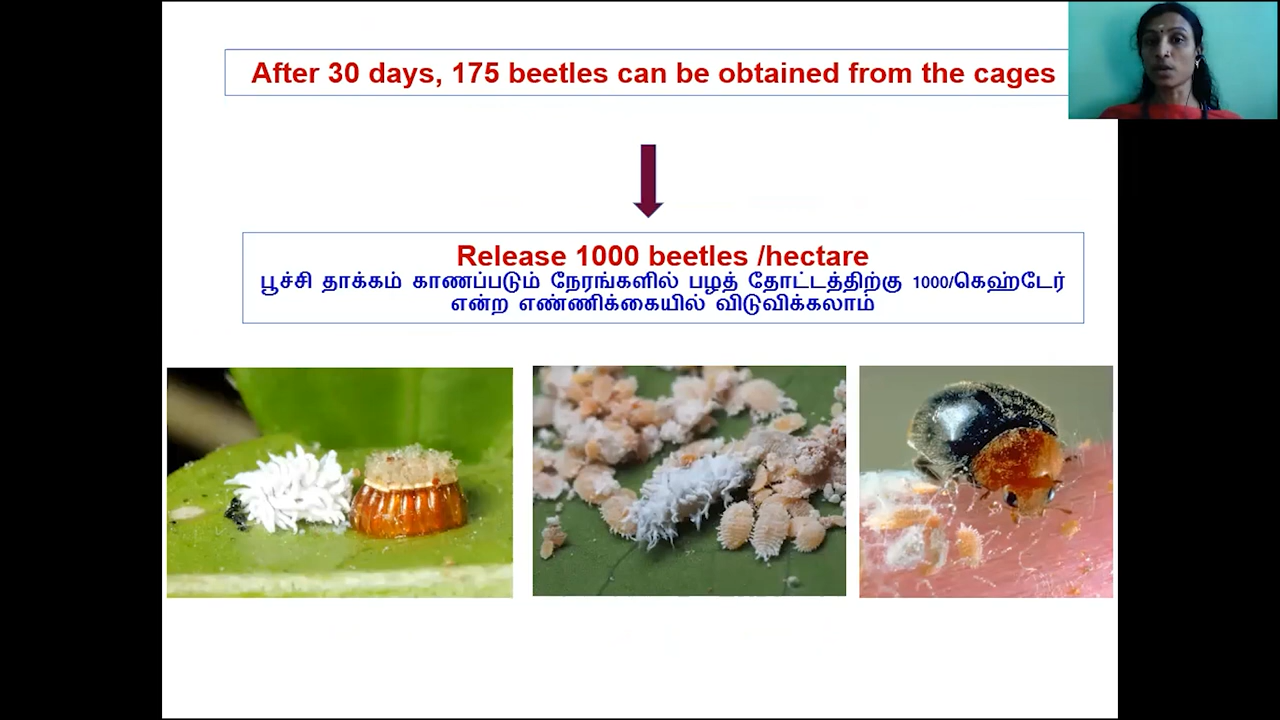 After 30 days, 175 beetles can be obtained from the cages
Release 1000 beetles /hectare
பூச்சி தாக்கம் காணப்படும் நேரங்களில் பழத் தோட்டத்திற்கு 1000/கெஹ்டேர்
என்ற எண்ணிக்கையில் விடுவிக்கலாம்